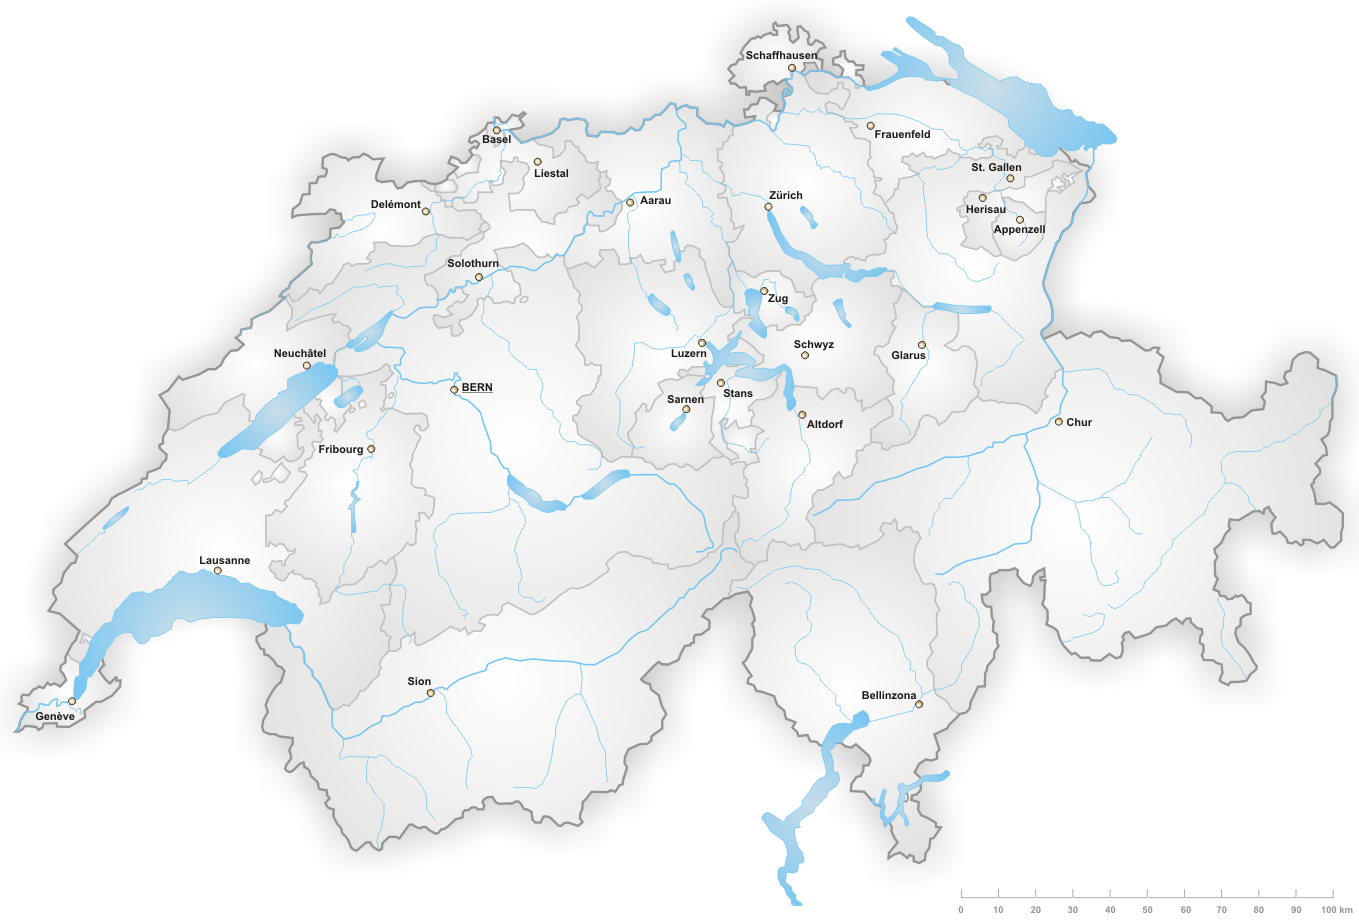 Schaffhausen
Frauenfeld
Basel
St. Gallen
Liestal
Zürich
Aarau
Herisau
Delémont
Appenzell
Solothurn
Zug
Schwyz
Luzern
Glarus
Neuchâtel
BERN
Stans
Sarnen
Altdorf
Chur
Fribourg
Lausanne
Sion
Bellinzona
Genève
0 10 20 30 40 50 60 70 80 90 100 km